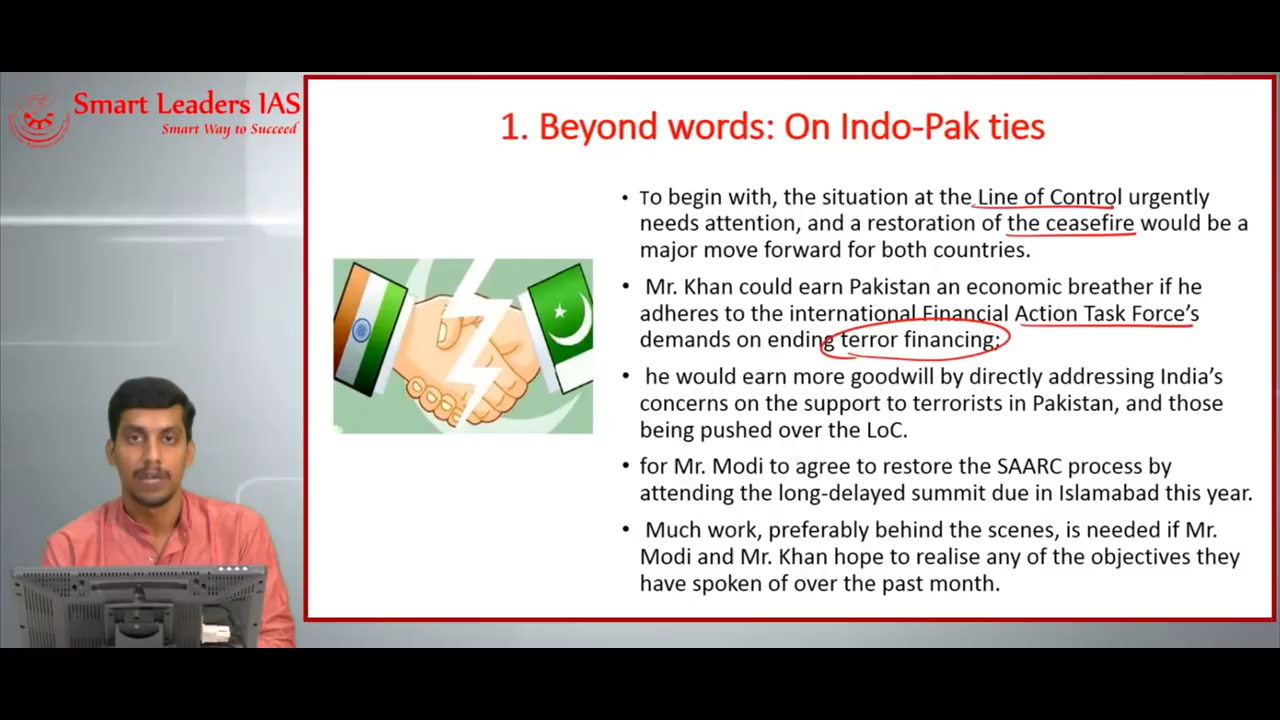 Smart Leaders IAS
Smart Way to Succeed
1. Beyond words: On Indo-Pak ties
• To begin with, the situation at the Line of Control urgently
needs attention, and a restoration of the ceasefire would be a
major move forward for both countries.
• Mr. Khan could earn Pakistan an economic breather if he
adheres to the international Financial Action Task Force’s
demands on ending terror financing;
• he would earn more goodwill by directly addressing India’s
concerns on the support to terrorists in Pakistan, and those
being pushed over the LoC.
• for Mr. Modi to agree to restore the SAARC process by
attending the long-delayed summit due in Islamabad this year.
• Much work, preferably behind the scenes, is needed if Mr.
Modi and Mr. Khan hope to realise any of the objectives they
have spoken of over the past month.